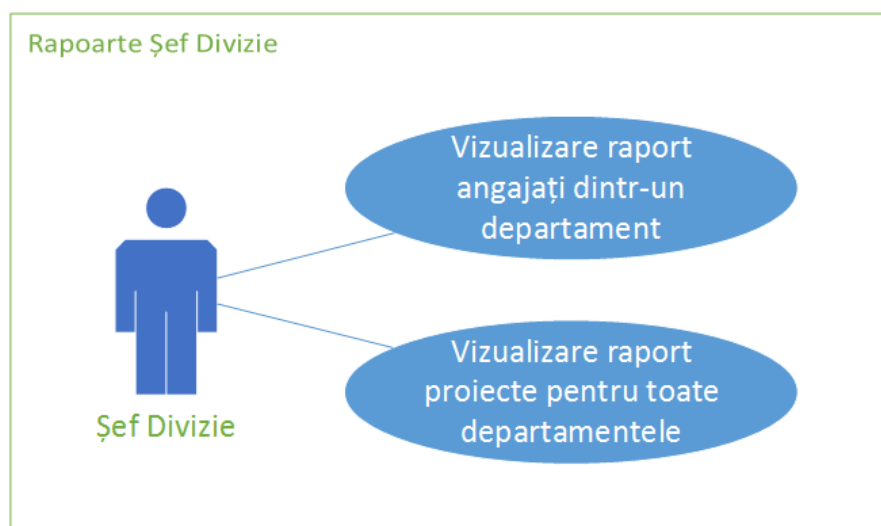 Rapoarte Șef Divizie
Vizualizare raport
angajați dintr-un
departament
Vizualizare raport
proiecte pentru toate
departamentele
Șef Divizie